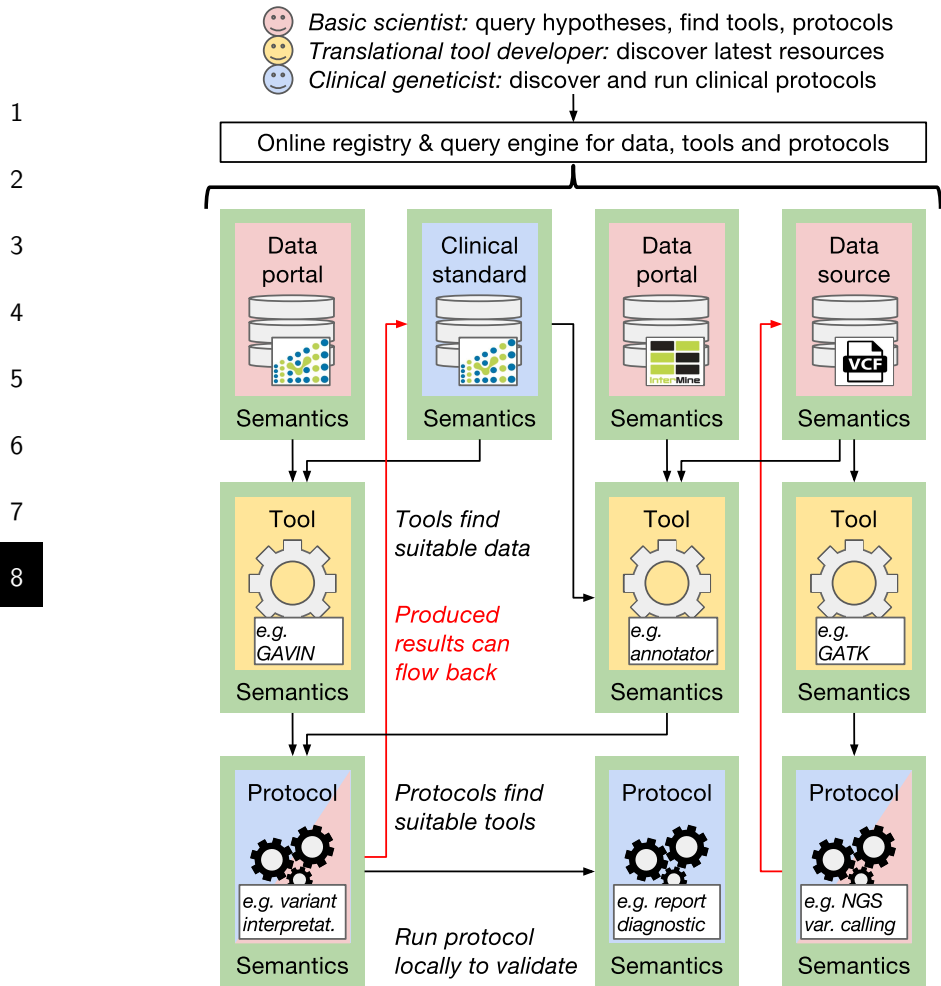 Basic scientist: query hypotheses, find tools, protocols
Translational tool developer: discover latest resources
Clinical geneticist: discover and run clinical protocols
1
Online registry & query engine for data, tools and protocols
2
3
Data
portal
Clinical
standard
Data
portal
Data
source
4
InterMine
VCF
5
Semantics
Semantics
Semantics
Semantics
6
7
Tool
Tools find
suitable data
Tool
Tool
8
Produced
results can
flow back
e.g.
GAVIN
e.g.
annotator
e.g.
GATK
Semantics
Semantics
Semantics
Protocol
Protocols find
suitable tools
Protocol
Protocol
e.g. variant
interpretat.
e.g. report
diagnostic
e.g. NGS
var. calling
Run protocol
locally to validate
Semantics
Semantics
Semantics